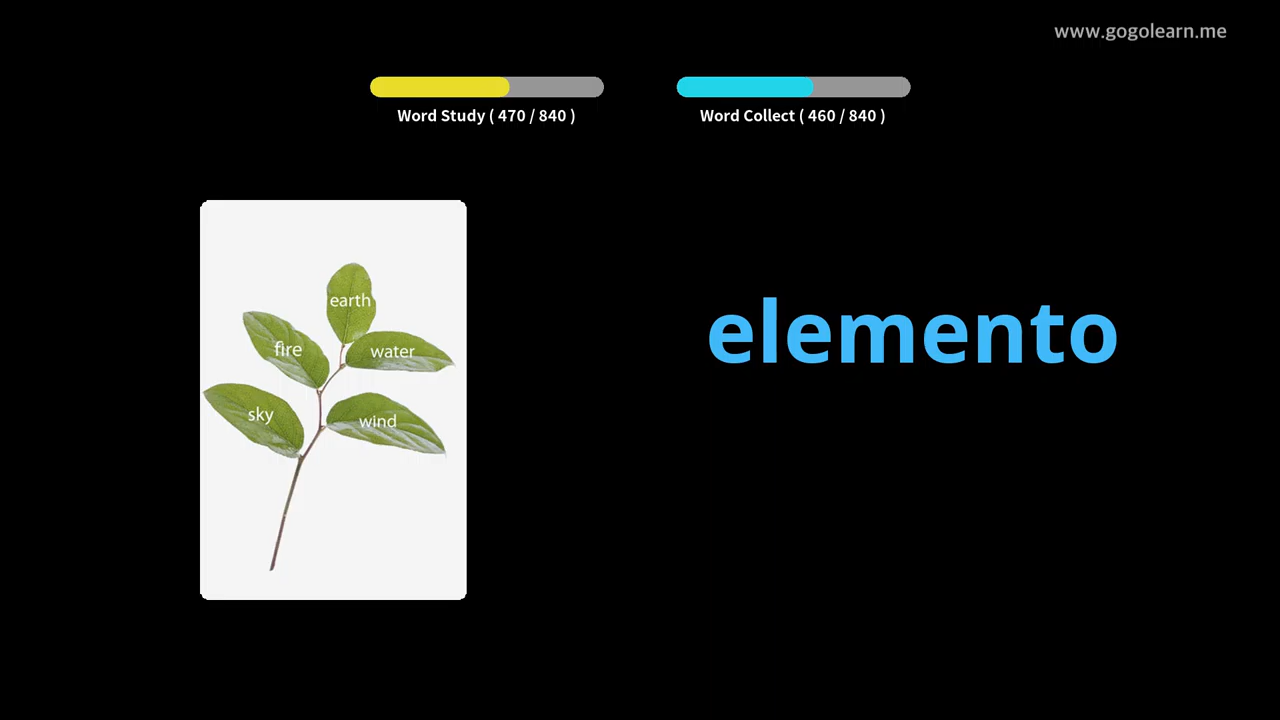 www.gogolearn.me
Word Study ( 470 / 840 )
Word Collect ( 460 / 840 )
earth
fire
water
sky
wind
elemento